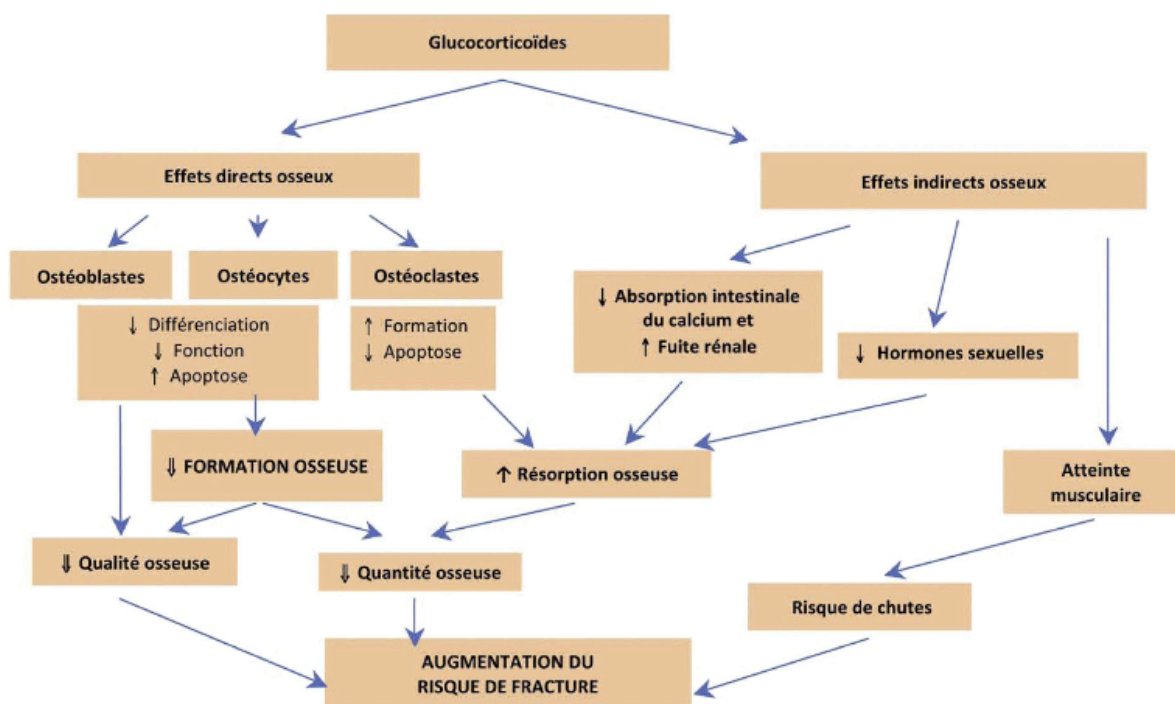 Glucocorticoïdes
Effets directs osseux
Effets indirects osseux
Ostéoblastes
Ostéocytes
Ostéoclastes
↓ Différenciation
↓ Fonction
↑ Apoptose
↑ Formation
↓ Apoptose
↓ Absorption intestinale
du calcium et
↑ Fuite rénale
↓ Hormones sexuelles
⇓ FORMATION OSSEUSE
↑ Résorption osseuse
Atteinte
musculaire
⇓ Qualité osseuse
⇓ Quantité osseuse
Risque de chutes
AUGMENTATION DU
RISQUE DE FRACTURE